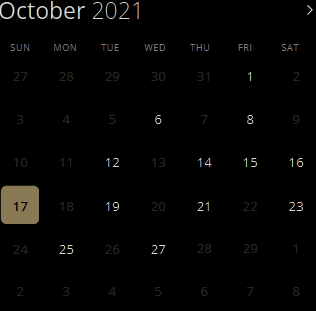 October 2021
SUN MON TUE WED THU FRI SAT
27 28 29 30 31 1 2
3 4 5 6 7 8 9
10 11 12 13 14 15 16
17 18 19 20 21 22 23
24 25 26 27 28 29 1
2 3 4 5 6 7 8